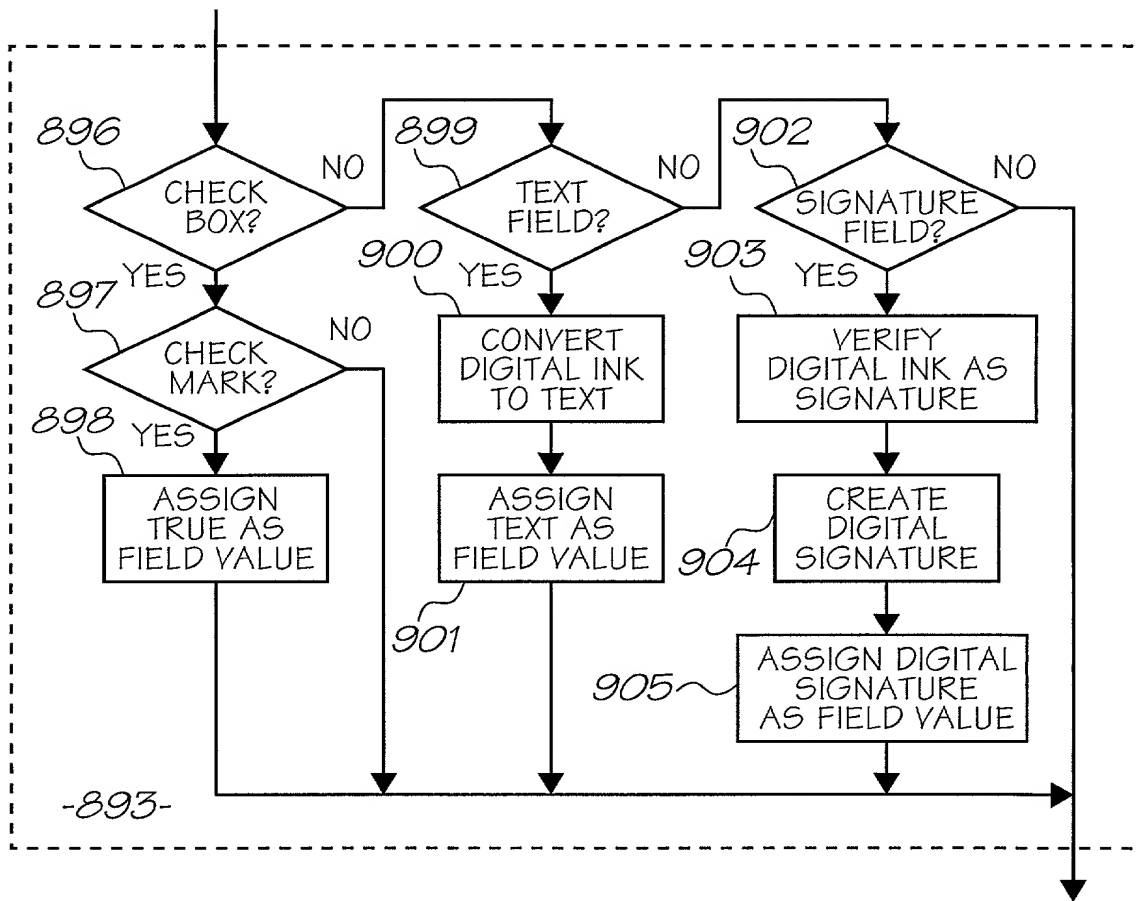 896
CHECK
BOX?
NO
YES
897
CHECK
MARK?
NO
YES
898
ASSIGN
TRUE AS
FIELD VALUE
899
TEXT
FIELD?
NO
YES
900
CONVERT
DIGITAL INK
TO TEXT
ASSIGN
TEXT AS
FIELD VALUE
901
902
SIGNATURE
FIELD?
NO
YES
903
VERIFY
DIGITAL INK AS
SIGNATURE
CREATE
DIGITAL
SIGNATURE
904
ASSIGN DIGITAL
SIGNATURE
AS FIELD VALUE
905
-893-